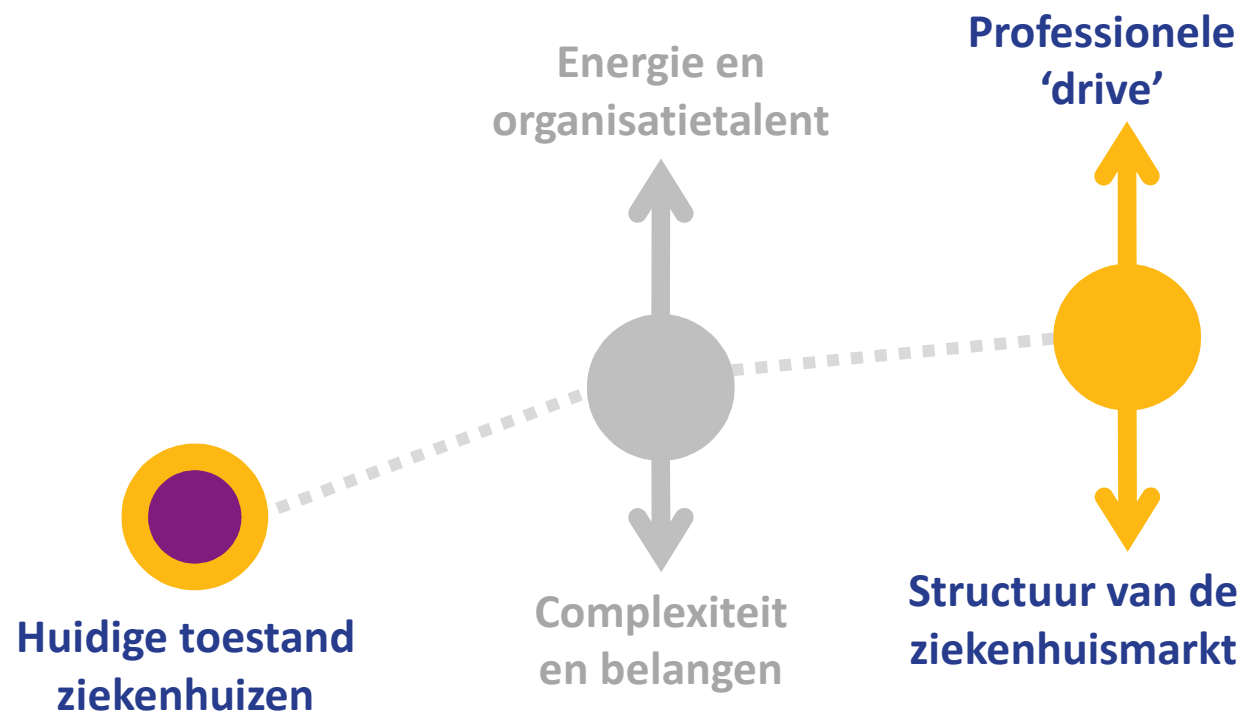 Energie en
organisatietalent
Professionele
‘drive’
Huidige toestand
ziekenhuizen
Complexiteit
en belangen
Structuur van de
ziekenhuismarkt